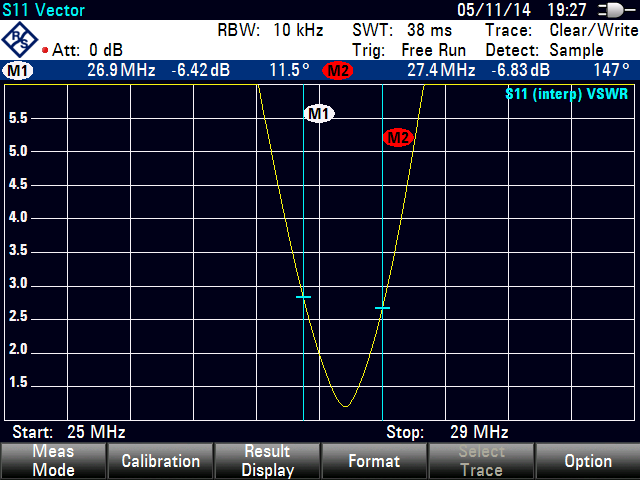 S11 Vector 05/11/14 19:27
RBW: 10 kHz SWT: 38 ms Trace: Clear/Write
R S Att: 0 dB Trig: Free Run Detect: Sample
M1 26.9 MHz -6.42 dB 11.5° M2 27.4 MHz -6.83 dB 147°
S11 (interp) VSWR
M1
5.5
M2
5.0
4.5
4.0
3.5
3.0
2.5
2.0
1.5
Start: 25 MHz Stop: 29 MHz
Meas Mode
Calibration
Result Display
Format
Select Trace
Option